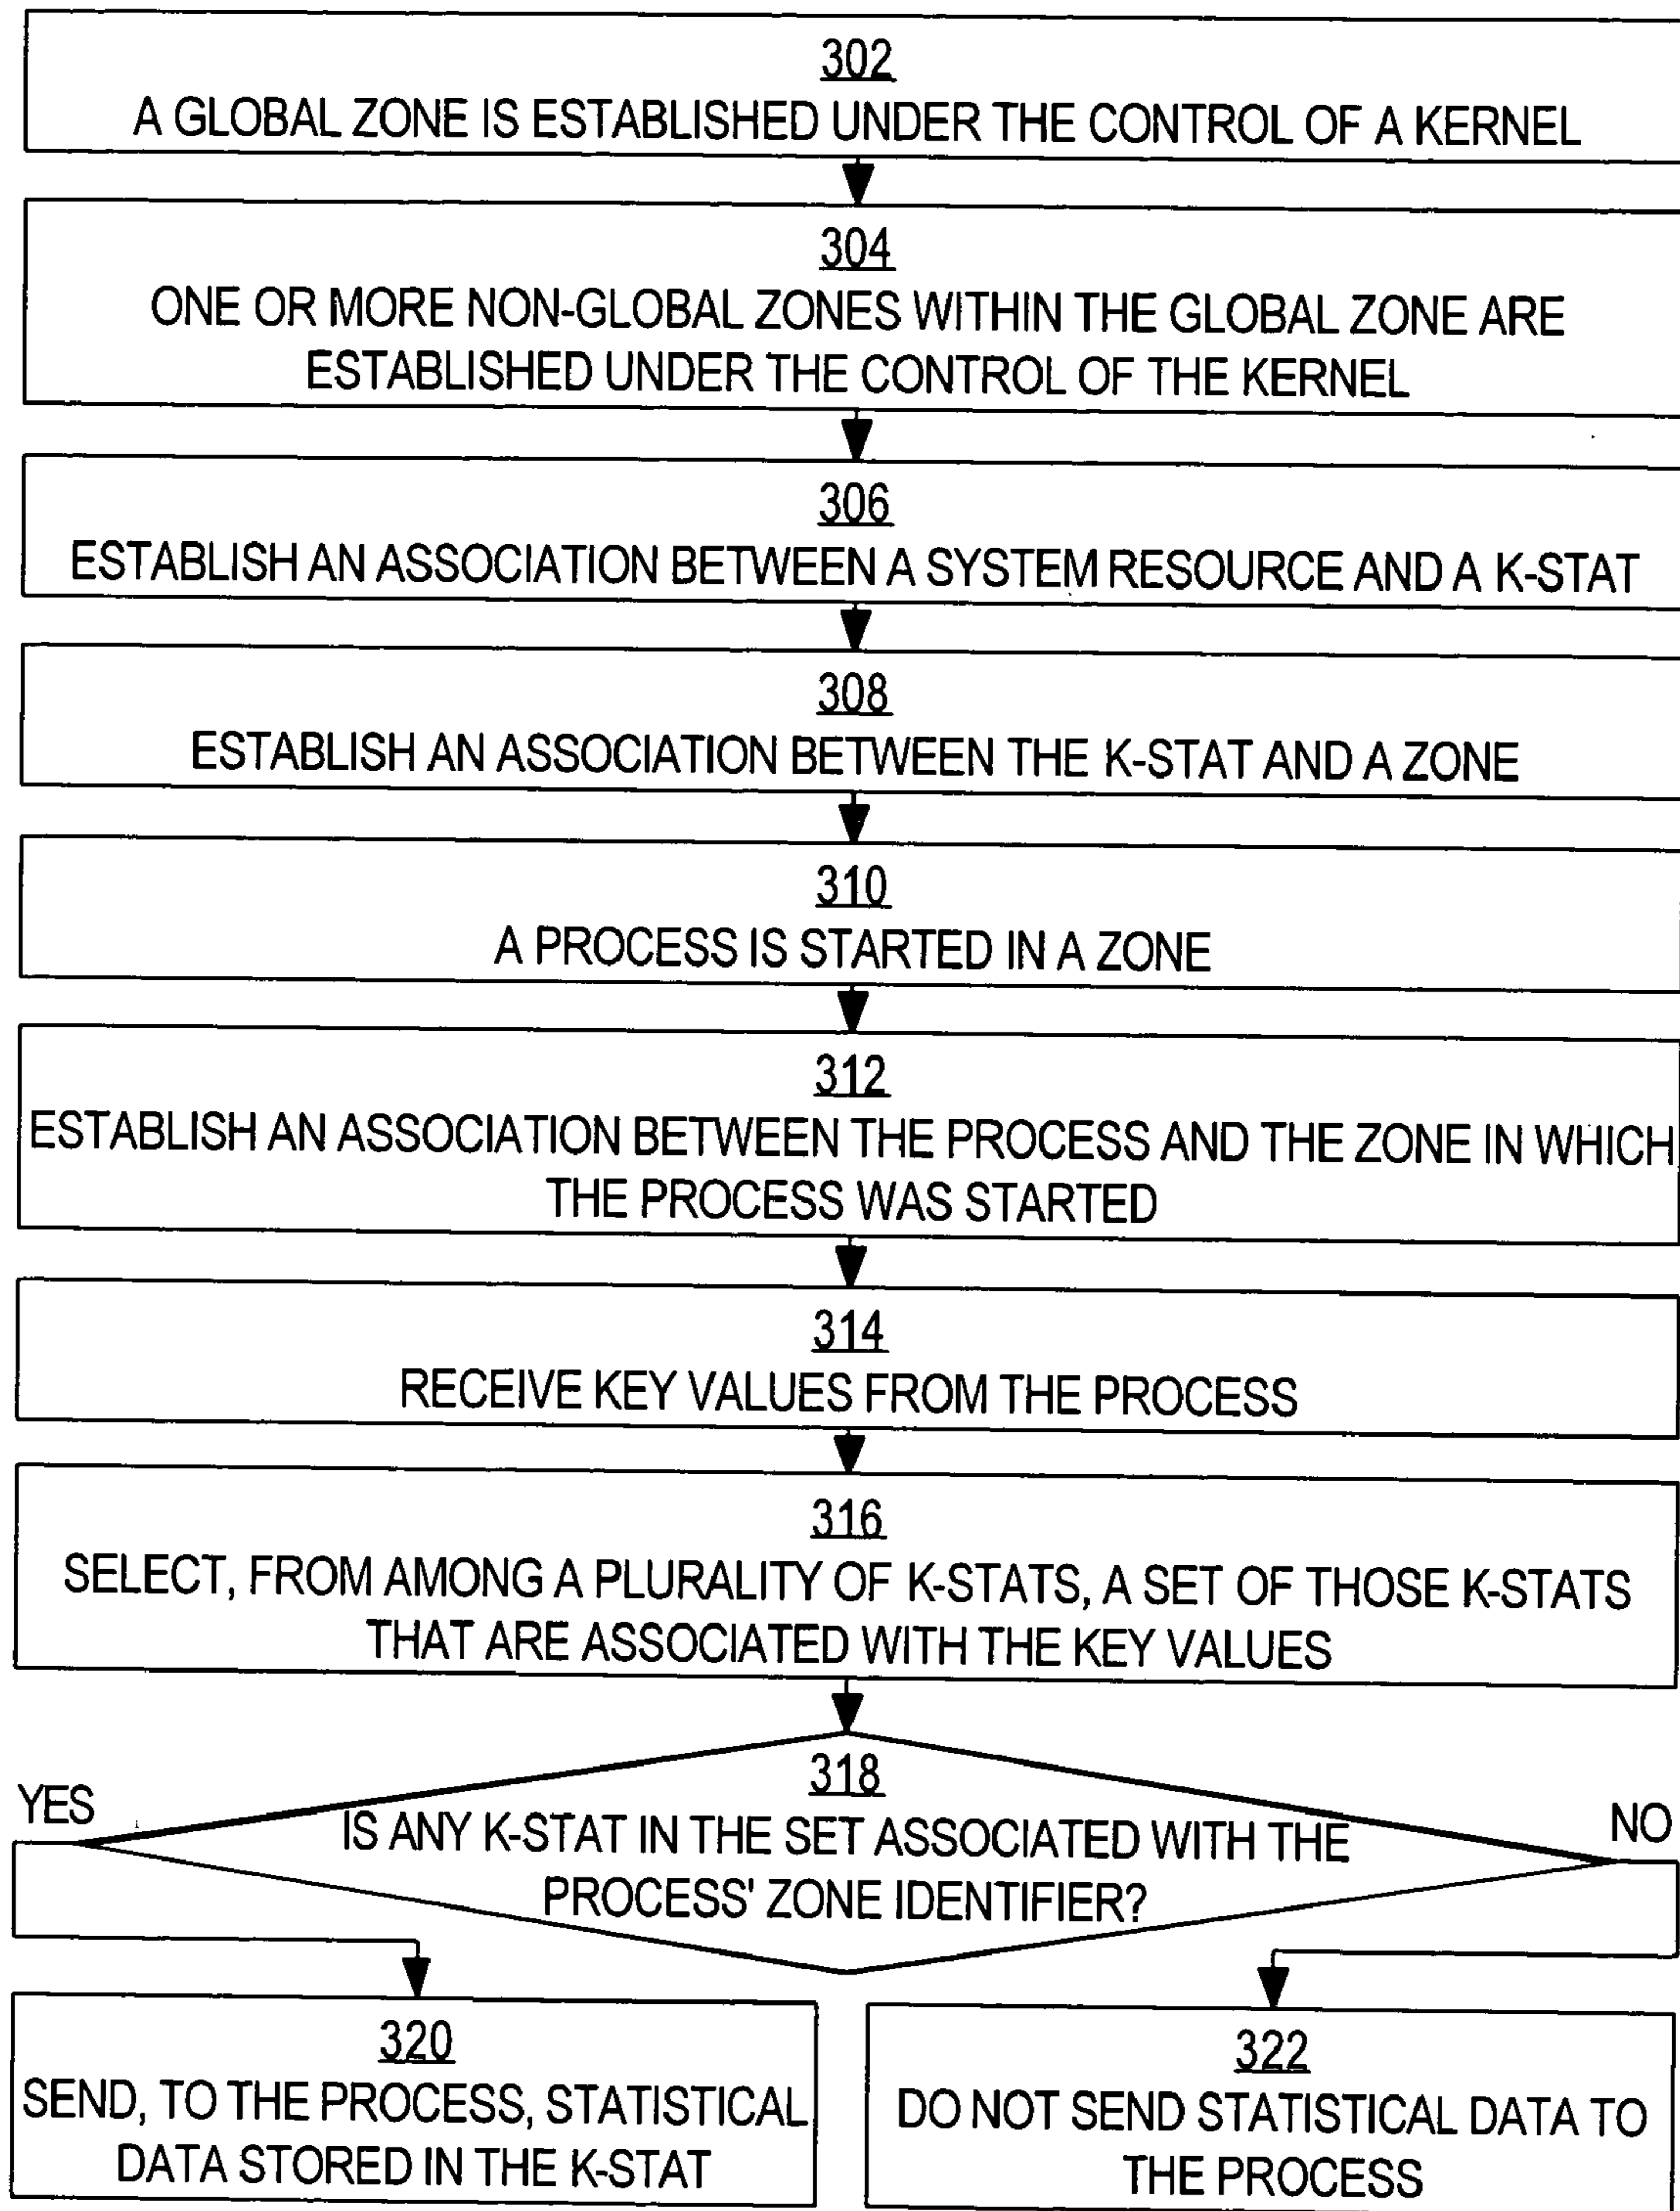 302
A GLOBAL ZONE IS ESTABLISHED UNDER THE CONTROL OF A KERNEL
304
ONE OR MORE NON-GLOBAL ZONES WITHIN THE GLOBAL ZONE ARE
ESTABLISHED UNDER THE CONTROL OF THE KERNEL
306
ESTABLISH AN ASSOCIATION BETWEEN A SYSTEM RESOURCE AND A K-STAT
308
ESTABLISH AN ASSOCIATION BETWEEN THE K-STAT AND A ZONE
310
A PROCESS IS STARTED IN A ZONE
312
ESTABLISH AN ASSOCIATION BETWEEN THE PROCESS AND THE ZONE IN WHICH
THE PROCESS WAS STARTED
314
RECEIVE KEY VALUES FROM THE PROCESS
316
SELECT, FROM AMONG A PLURALITY OF K-STATS, A SET OF THOSE K-STATS
THAT ARE ASSOCIATED WITH THE KEY VALUES
318
YES
IS ANY K-STAT IN THE SET ASSOCIATED WITH THE
PROCESS' ZONE IDENTIFIER?
NO
320
SEND, TO THE PROCESS, STATISTICAL
DATA STORED IN THE K-STAT
322
DO NOT SEND STATISTICAL DATA TO
THE PROCESS